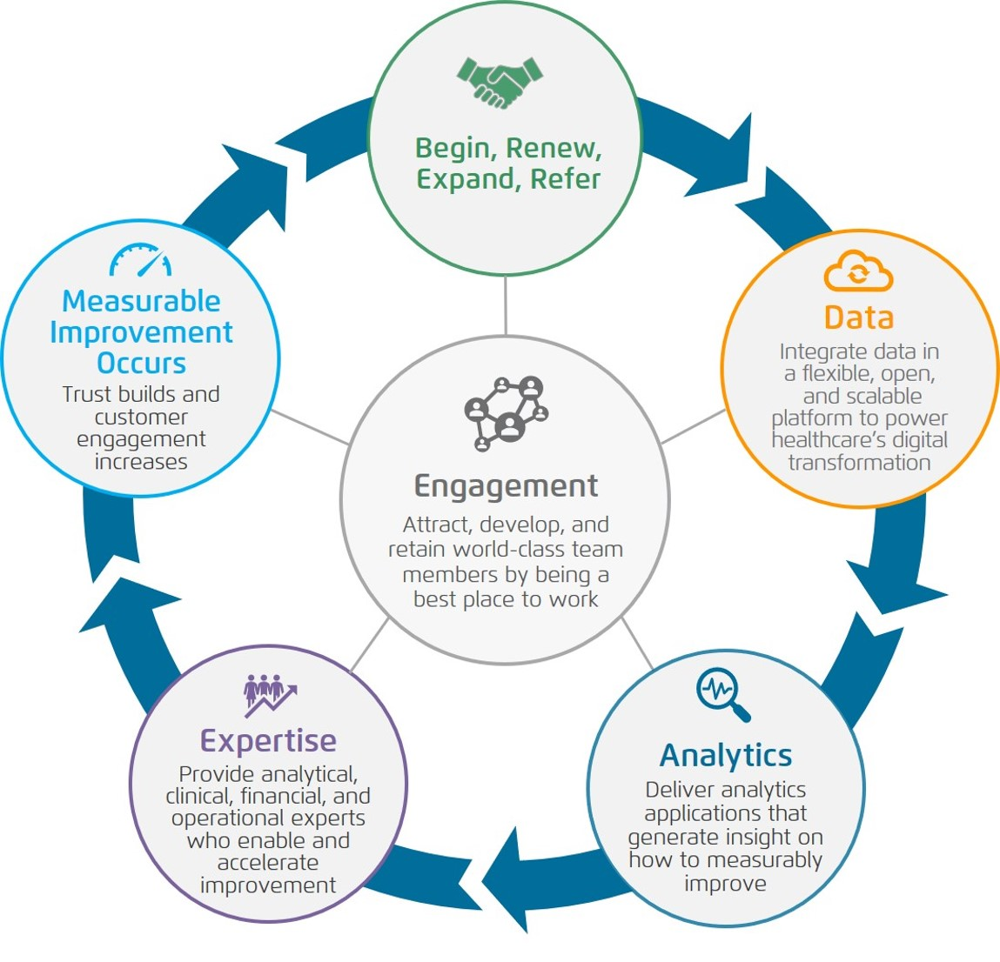 Begin, Renew,
Expand, Refer
Data
Integrate data in
a flexible, open,
and scalable
platform to power
healthcare's digital
transformation
Analytics
Deliver analytics
applications that
generate insight on
how to measurably
improve
Expertise
Provide analytical,
clinical, financial, and
operational experts
who enable and
accelerate
improvement
Measurable
Improvement
Occurs
Trust builds and
customer
engagement
increases
Engagement
Attract, develop, and
retain world-class team
members by being a
best place to work